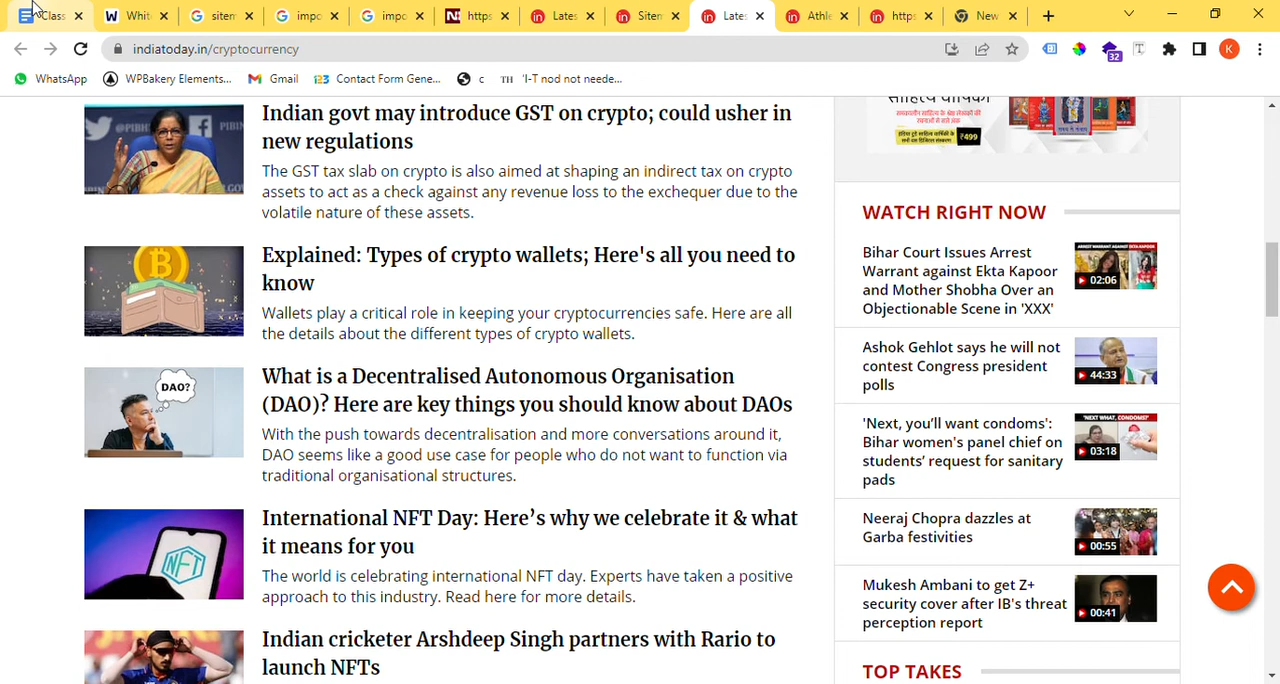 Class
White
sitem
impo
impo
https
Lates
Sitem
Lates
Athle
https
New
indiatoday.in/cryptocurrency
K
32
WhatsApp
WPBakery Elements...
Gmail
123 Contact Form Gene...
c
TH 'I-T nod not neede...
Indian govt may introduce GST on crypto; could usher in
new regulations
The GST tax slab on crypto is also aimed at shaping an indirect tax on crypto
assets to act as a check against any revenue loss to the exchequer due to the
volatile nature of these assets.
Explained: Types of crypto wallets; Here's all you need to
know
Wallets play a critical role in keeping your cryptocurrencies safe. Here are all
the details about the different types of crypto wallets.
DAO?
What is a Decentralised Autonomous Organisation
(DAO)? Here are key things you should know about DAOs
With the push towards decentralisation and more conversations around it,
DAO seems like a good use case for people who do not want to function via
traditional organisational structures.
NFT
International NFT Day: Here’s why we celebrate it & what
it means for you
The world is celebrating international NFT day. Experts have taken a positive
approach to this industry. Read here for more details.
Indian cricketer Arshdeep Singh partners with Rario to
launch NFTs
साहित्य वार्षिकी
₹499
WATCH RIGHT NOW
Bihar Court Issues Arrest
Warrant against Ekta Kapoor
and Mother Shobha Over an
Objectionable Scene in 'XXX'
02:06
Ashok Gehlot says he will not
contest Congress president
polls
44:33
'Next, you’ll want condoms':
Bihar women's panel chief on
students’ request for sanitary
pads
"NEXT WHAT, CONDOMS?"
03:18
Neeraj Chopra dazzles at
Garba festivities
00:55
Mukesh Ambani to get Z+
security cover after IB's threat
perception report
00:41
TOP TAKES